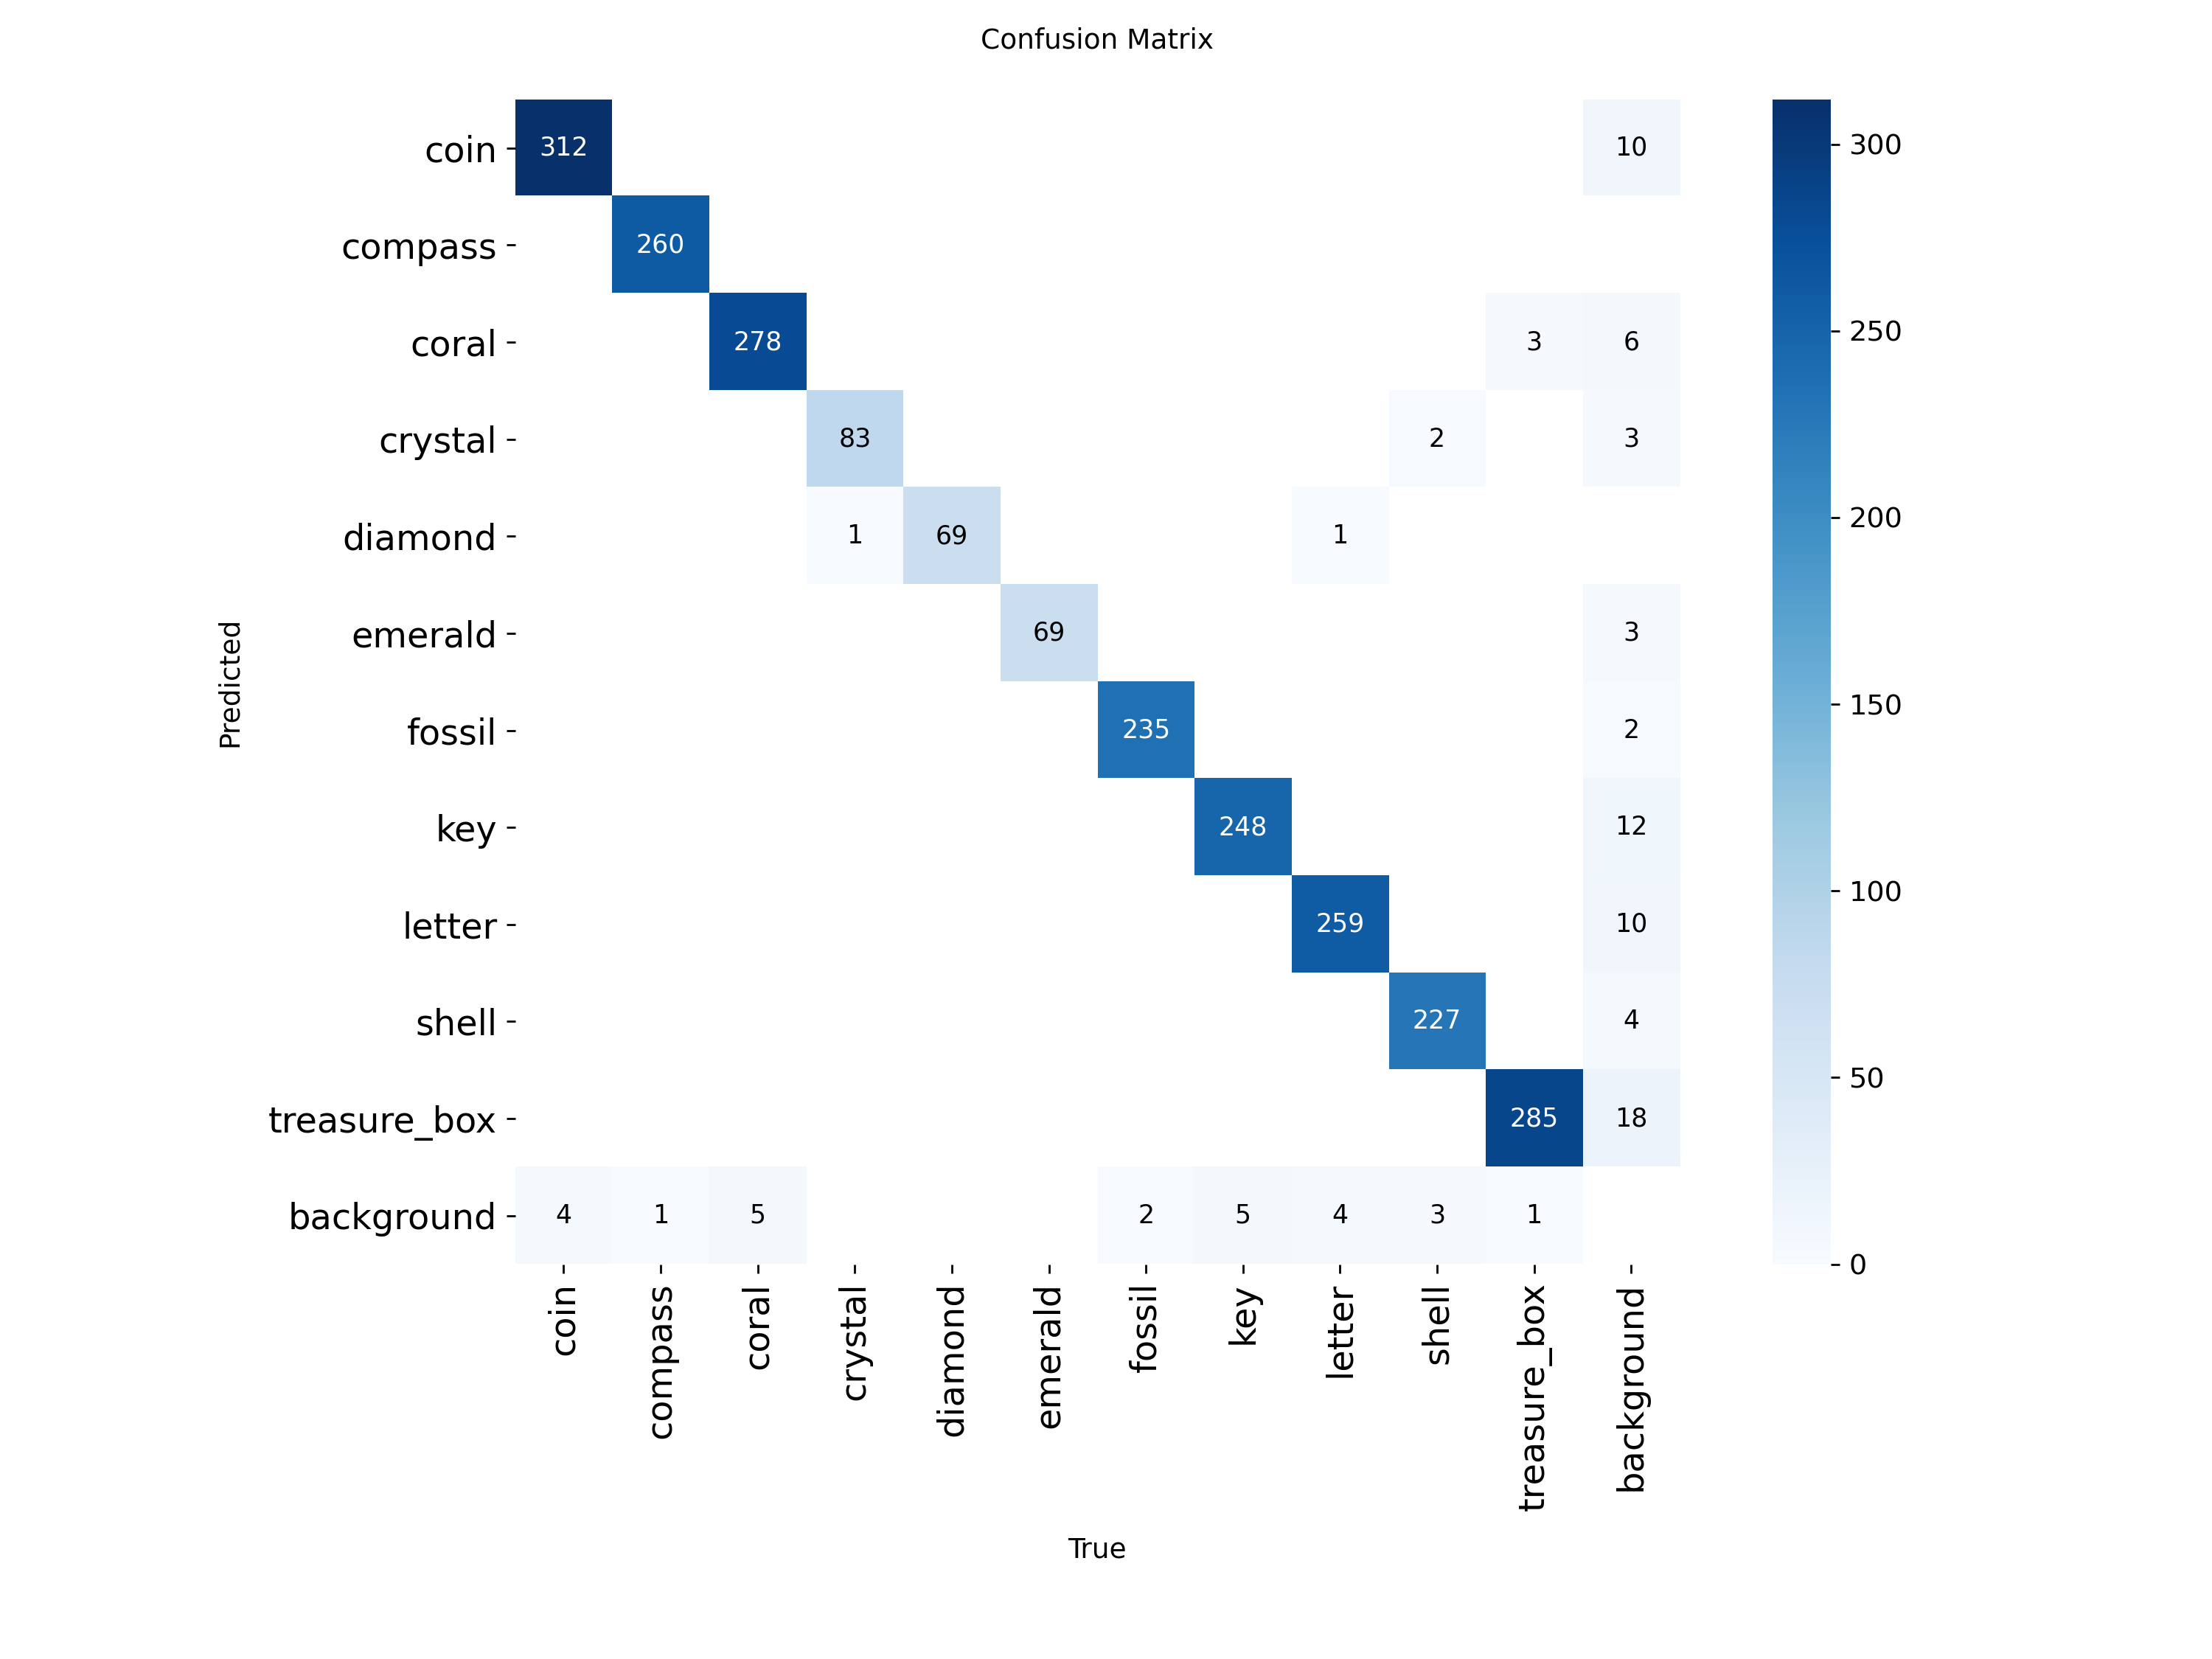 Confusion Matrix
coin 312 10 300
compass 260
coral 278 3 6 250
crystal 83 2 3
diamond 1 69 1 200
emerald 69 3
Predicted
fossil 235 2 150
key 248 12
letter 259 10 100
shell 227 4
treasure_box 285 18 50
background 4 1 5 2 5 4 3 1
0
coin compass coral crystal diamond emerald fossil key letter shell treasure_box background
True